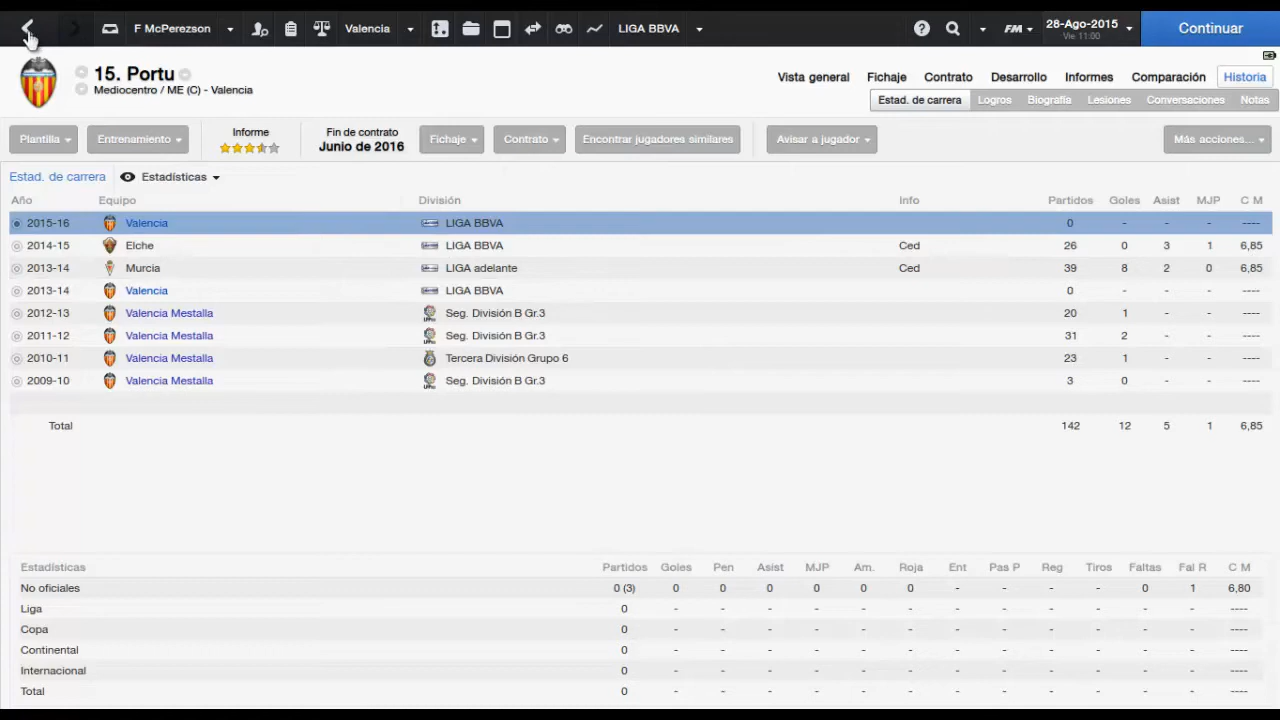 F McPerezson Valencia LIGA BBVA FM 28-Ago-2015 Continuar
Vie 11:00
15. Portu
Mediocentro / ME (C) - Valencia
Vista general Fichaje Contrato Desarrollo Informes Comparación Historia
Estad. de carrera Logros Biografía Lesiones Conversaciones Notas
Plantilla Entrenamiento Informe Fin de contrato Junio de 2016 Fichaje Contrato Encontrar jugadores similares Avisar a jugador Más acciones...
Estad. de carrera Estadísticas
Año Equipo División Info Partidos Goles Asist MJP C M
2015-16 Valencia LIGA BBVA 0 - - - ----
2014-15 Elche LIGA BBVA Ced 26 0 3 1 6,85
2013-14 Murcia LIGA adelante Ced 39 8 2 0 6,85
2013-14 Valencia LIGA BBVA 0 - - - ----
2012-13 Valencia Mestalla Seg. División B Gr.3 20 1 - - ----
2011-12 Valencia Mestalla Seg. División B Gr.3 31 2 - - ----
2010-11 Valencia Mestalla Tercera División Grupo 6 23 1 - - ----
2009-10 Valencia Mestalla Seg. División B Gr.3 3 0 - - ----
Total 142 12 5 1 6,85
Estadísticas Partidos Goles Pen Asist MJP Am. Roja Ent Pas P Reg Tiros Faltas Fal R C M
No oficiales 0 (3) 0 0 0 0 0 0 - - - - 0 1 6,80
Liga 0 - - - - - - - - - - - - ----
Copa 0 - - - - - - - - - - - - ----
Continental 0 - - - - - - - - - - - - ----
Internacional 0 - - - - - - - - - - - - ----
Total 0 - - - - - - - - - - - - ----